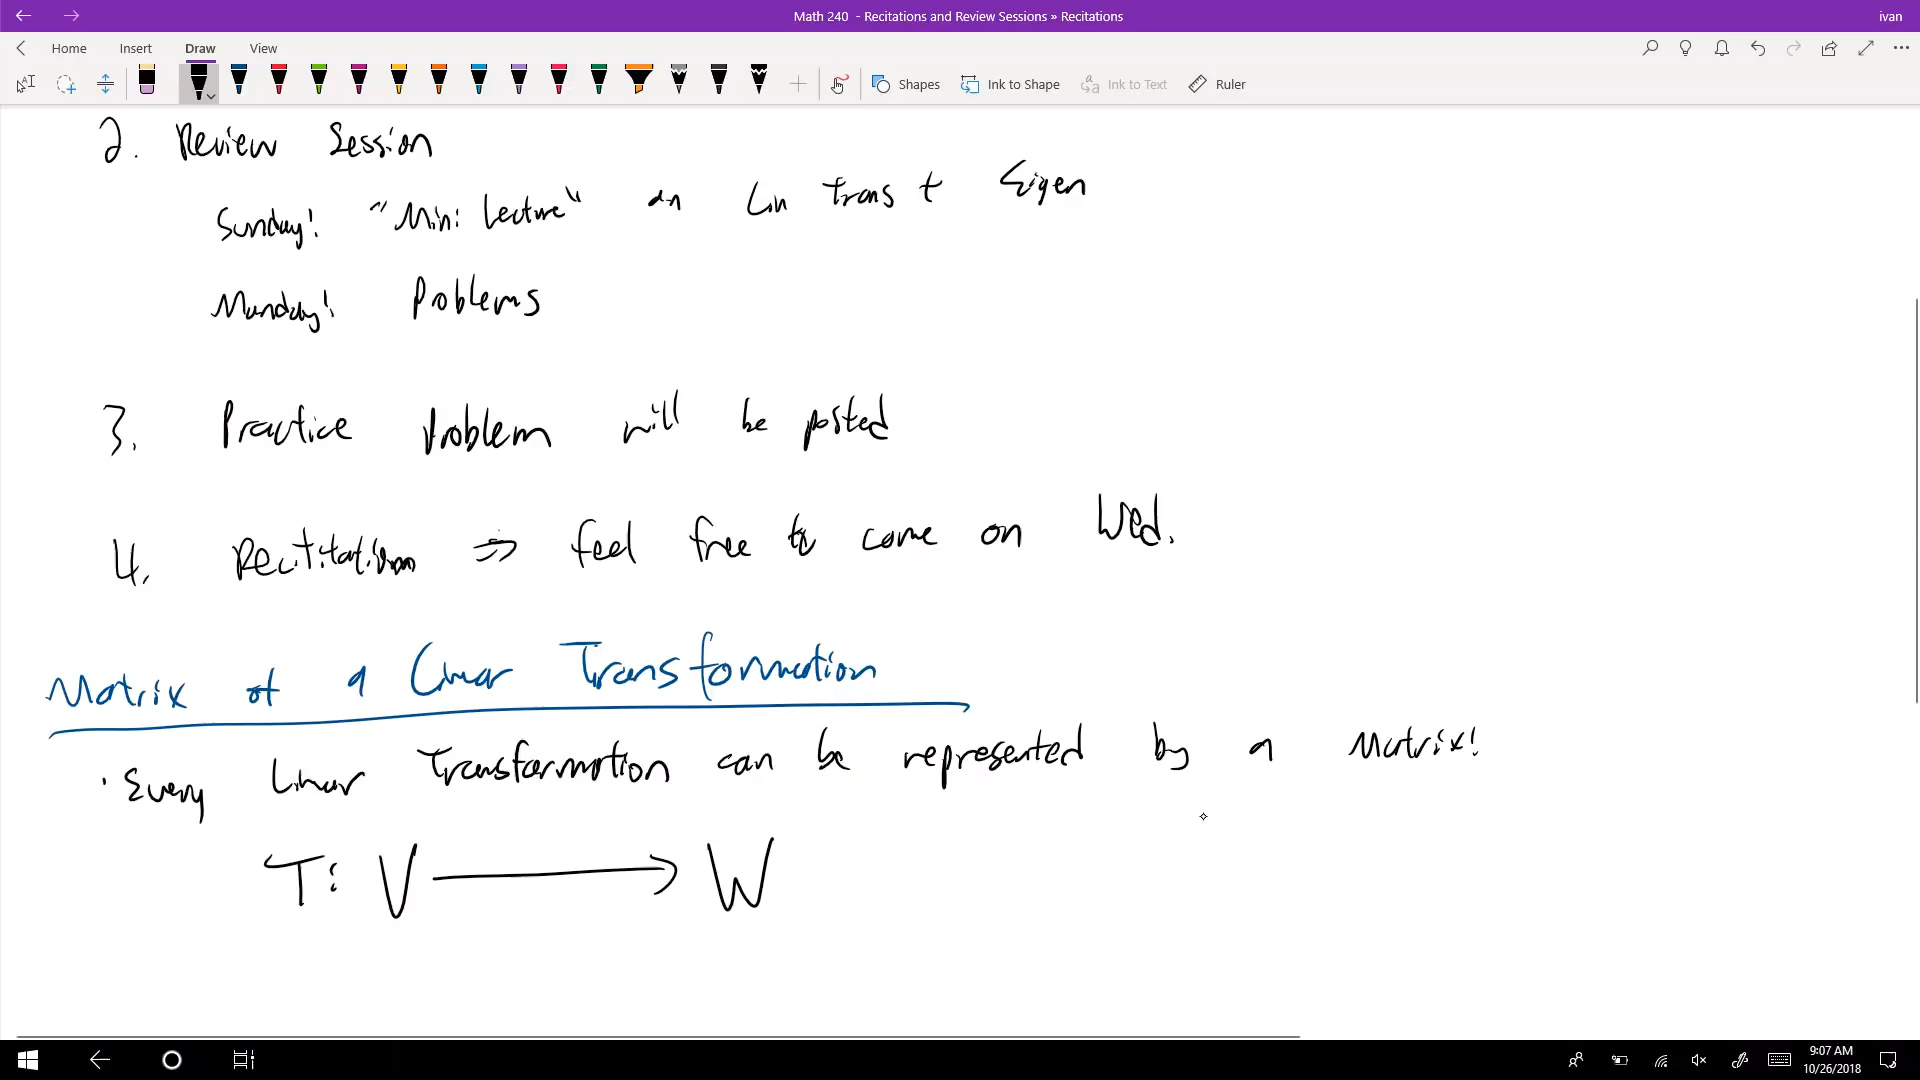 Math 240 - Recitations and Review Sessions » Recitations
ivan
Home Insert Draw View
Shapes Ink to Shape Ink to Text Ruler
2. Review Session
Sunday! "Mini Lecture" on Lin Trans + Eigen
Monday! Problems
3. Practice Problem will be posted
4. Rectitation ⇒ feel free to come on Wed.
Matrix of a Linear Transformation
· Every Linear Transformation can be represented by a Matrix!
T: V → W
9:07 AM
10/26/2018